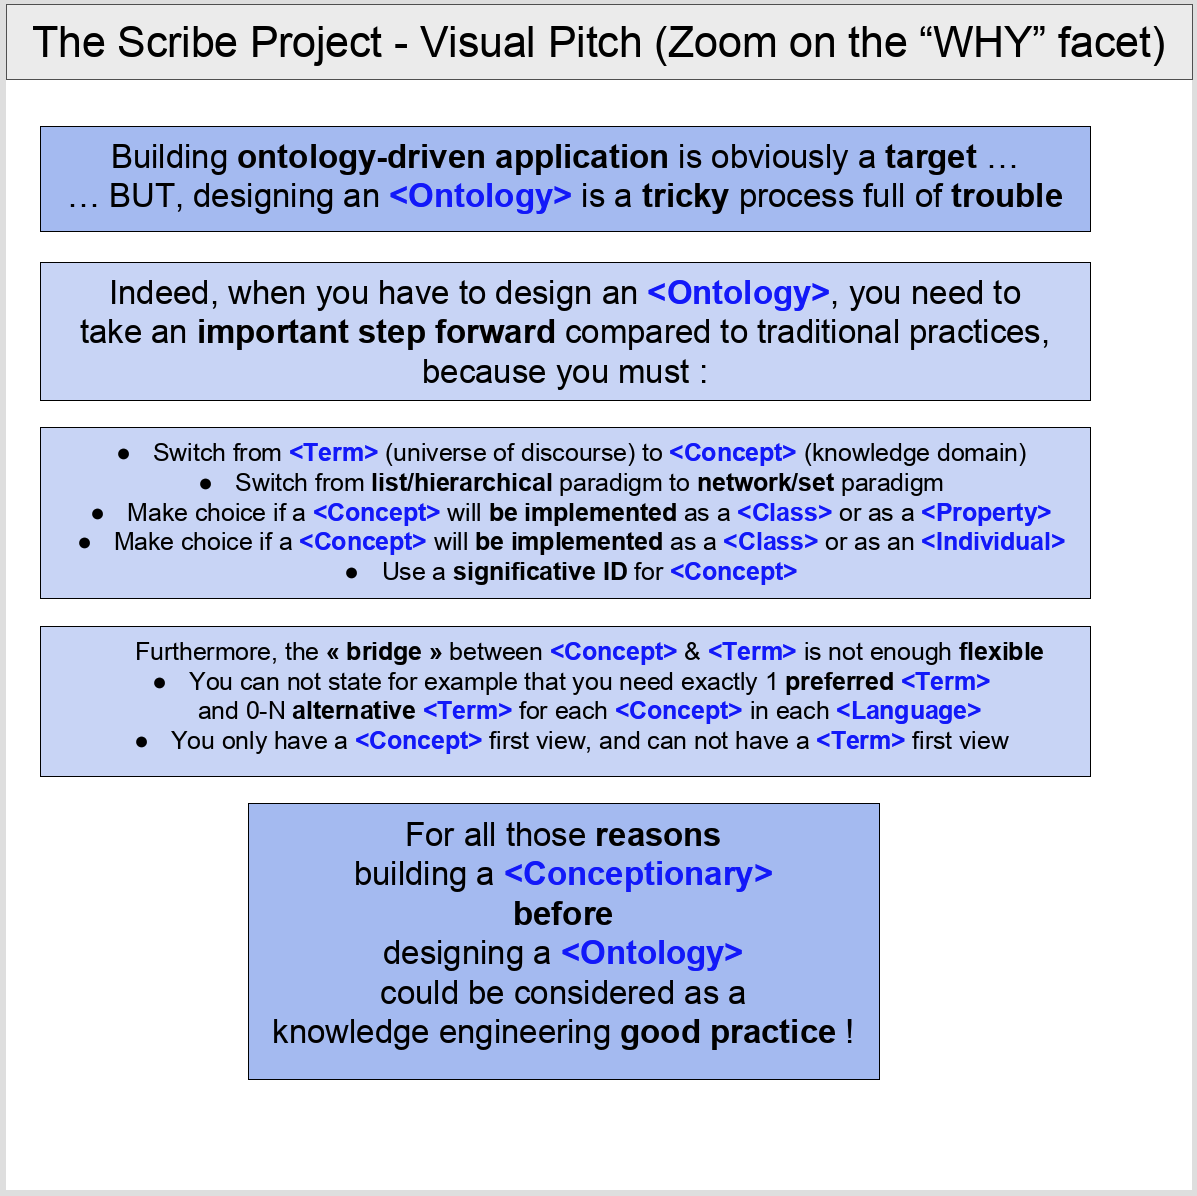 The Scribe Project - Visual Pitch (Zoom on the “WHY” facet)
Building ontology-driven application is obviously a target …
… BUT, designing an <Ontology> is a tricky process full of trouble
Indeed, when you have to design an <Ontology>, you need to
take an important step forward compared to traditional practices,
because you must :
● Switch from <Term> (universe of discourse) to <Concept> (knowledge domain)
● Switch from list/hierarchical paradigm to network/set paradigm
● Make choice if a <Concept> will be implemented as a <Class> or as a <Property>
● Make choice if a <Concept> will be implemented as a <Class> or as an <Individual>
● Use a significative ID for <Concept>
Furthermore, the « bridge » between <Concept> & <Term> is not enough flexible
● You can not state for example that you need exactly 1 preferred <Term>
and 0-N alternative <Term> for each <Concept> in each <Language>
● You only have a <Concept> first view, and can not have a <Term> first view
For all those reasons
building a <Conceptionary>
before
designing a <Ontology>
could be considered as a
knowledge engineering good practice !